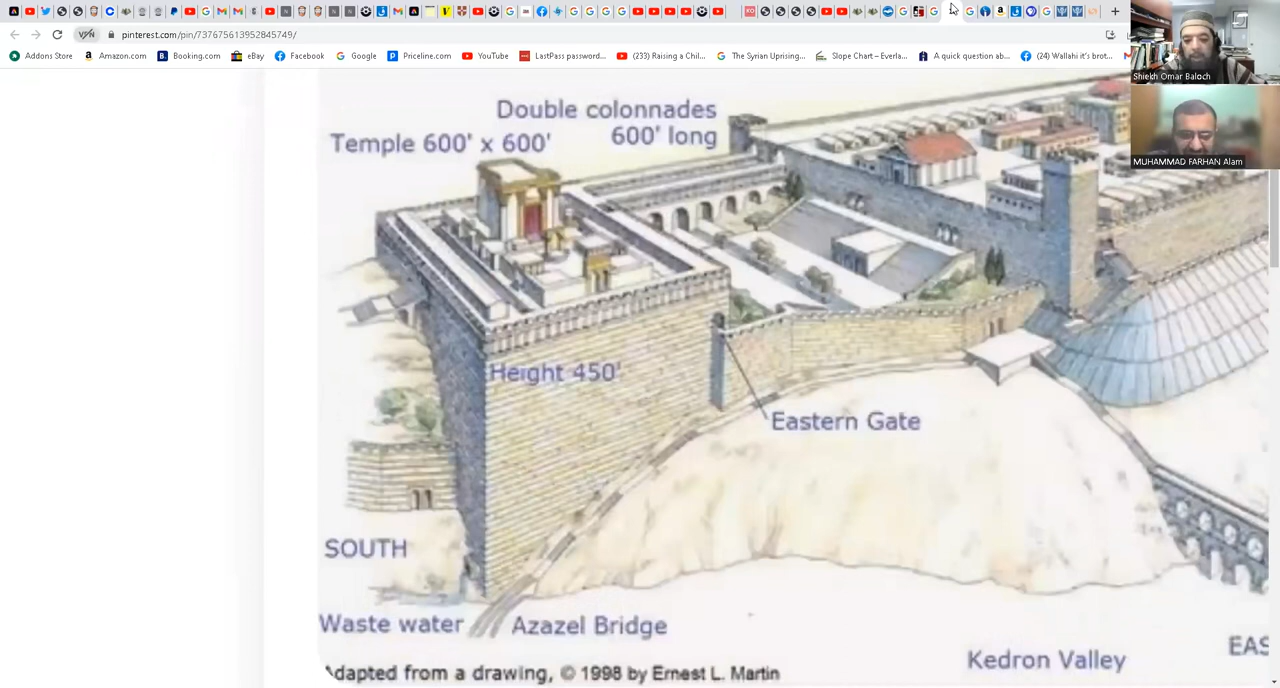 pinterest.com/pin/737675613952845749/
Addons Store
Amazon.com
Booking.com
eBay
Facebook
Google
Priceline.com
YouTube
LastPass password...
(233) Raising a Chil...
The Syrian Uprising...
Slope Chart – Everla...
A quick question ab...
(24) Wallahi it's brot...
Shiekh Omar Baloch
MUHAMMAD FARHAN Alam
Double colonnades
600' long
Temple 600' x 600'
Height 450'
Eastern Gate
SOUTH
Waste water
Azazel Bridge
EAS
Kedron Valley
Adapted from a drawing, © 1998 by Ernest L. Martin